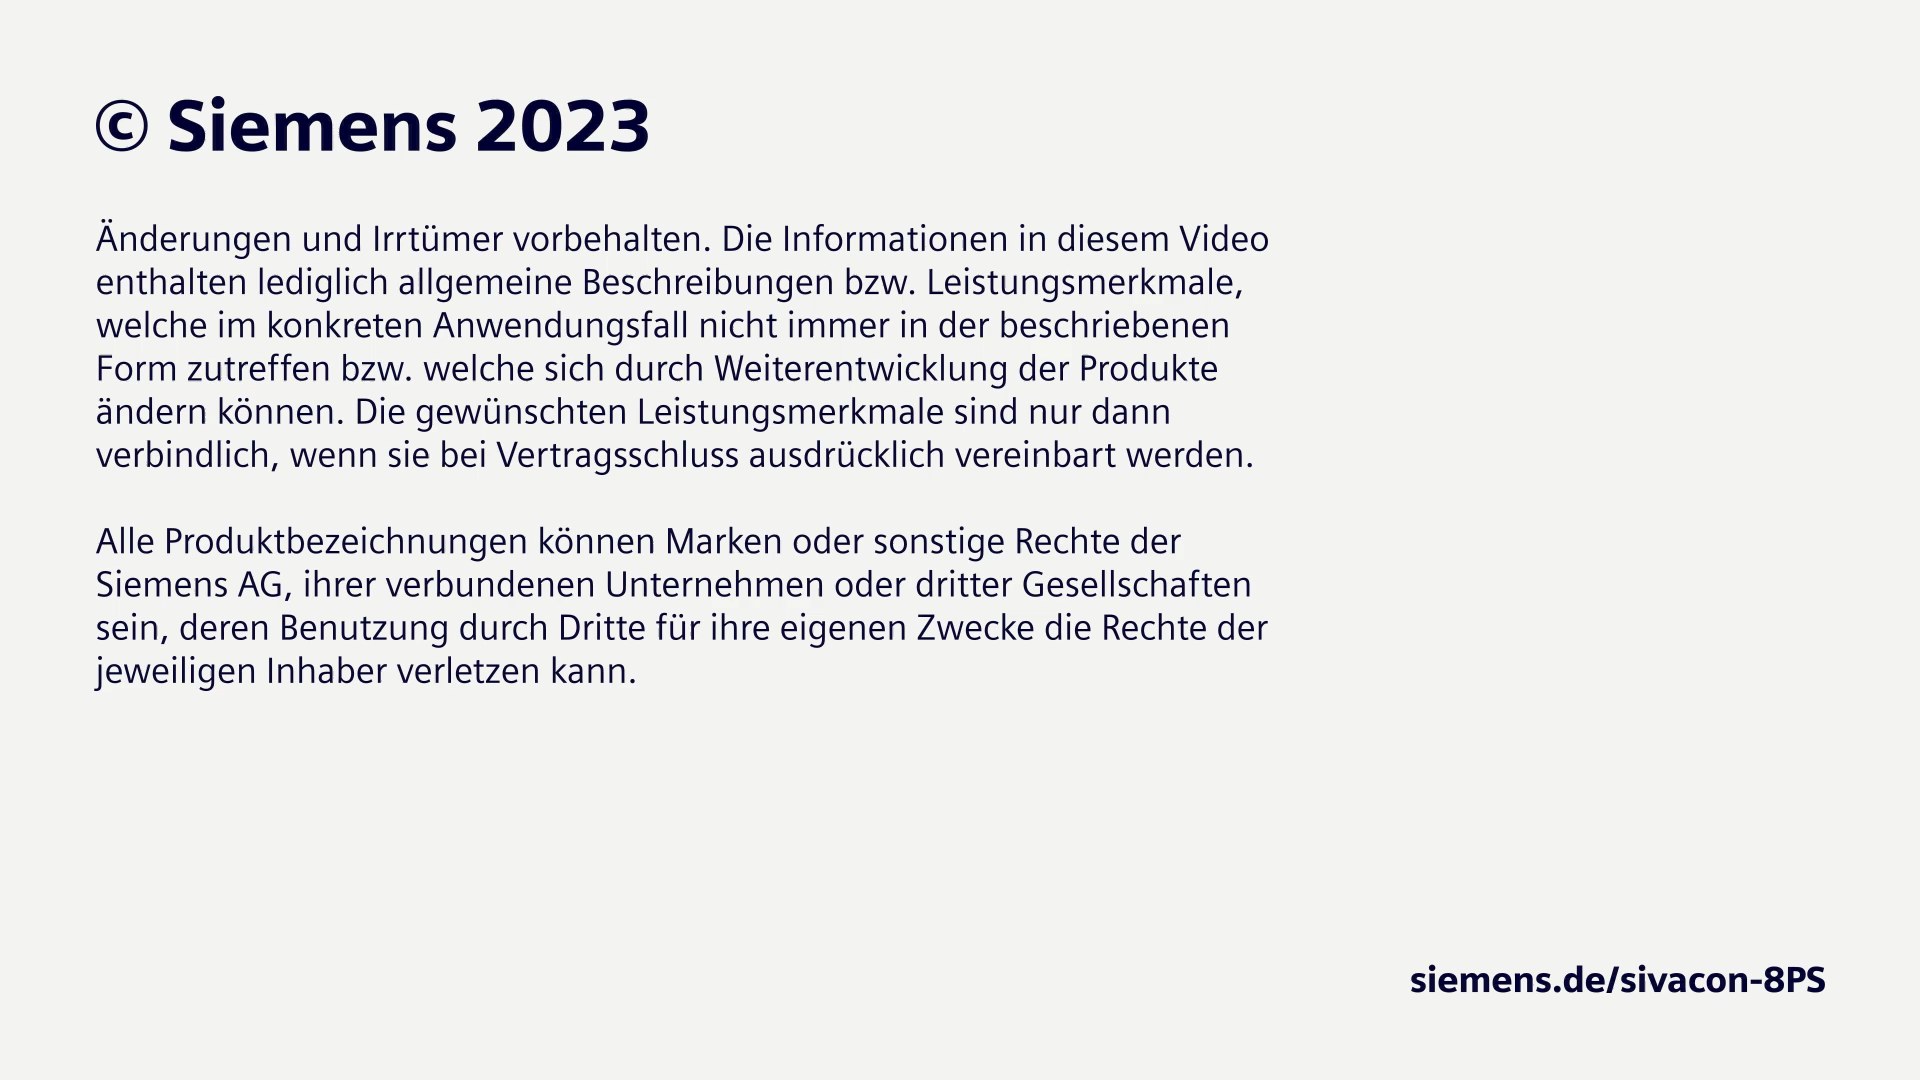 © Siemens 2023
Änderungen und Irrtümer vorbehalten. Die Informationen in diesem Video
enthalten lediglich allgemeine Beschreibungen bzw. Leistungsmerkmale,
welche im konkreten Anwendungsfall nicht immer in der beschriebenen
Form zutreffen bzw. welche sich durch Weiterentwicklung der Produkte
ändern können. Die gewünschten Leistungsmerkmale sind nur dann
verbindlich, wenn sie bei Vertragsschluss ausdrücklich vereinbart werden.
Alle Produktbezeichnungen können Marken oder sonstige Rechte der
Siemens AG, ihrer verbundenen Unternehmen oder dritter Gesellschaften
sein, deren Benutzung durch Dritte für ihre eigenen Zwecke die Rechte der
jeweiligen Inhaber verletzen kann.
siemens.de/sivacon-8PS